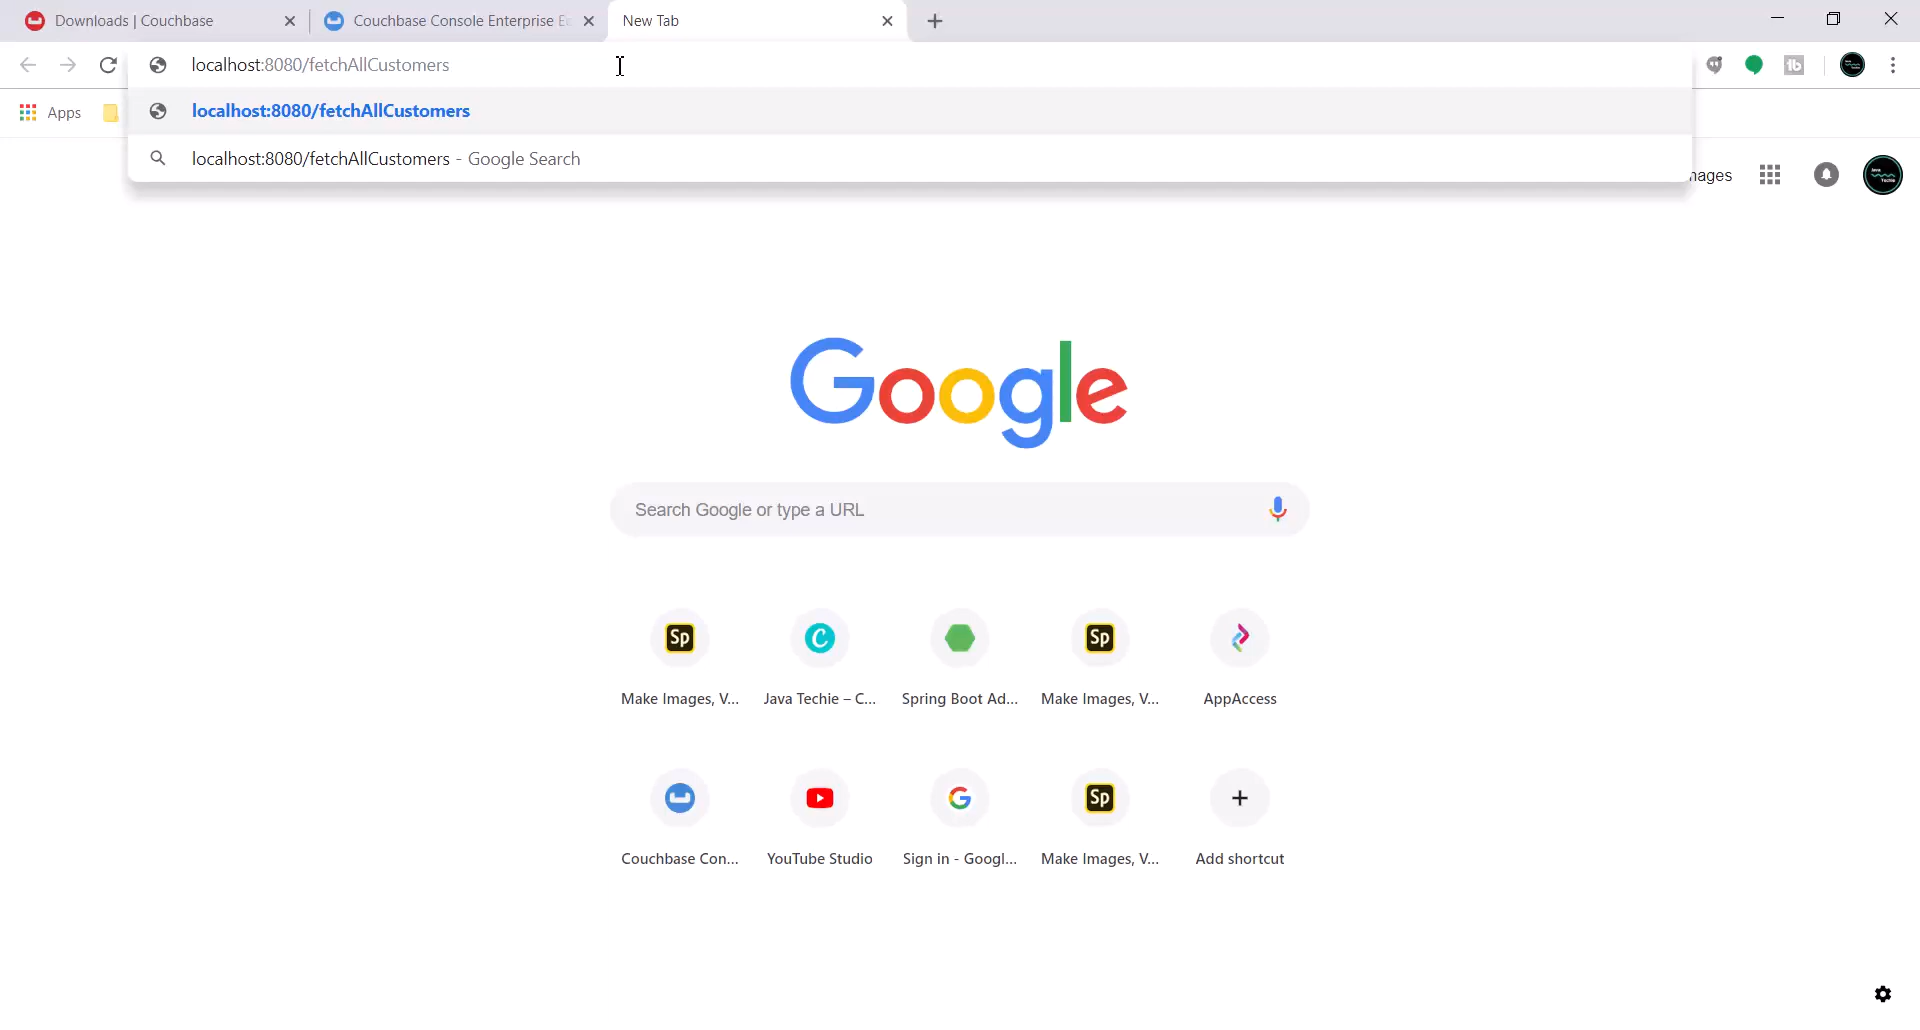 Downloads | Couchbase
Couchbase Console Enterprise E
New Tab
localhost:8080/fetchAllCustomers
Apps
localhost:8080/fetchAllCustomers
localhost:8080/fetchAllCustomers - Google Search
mages
Google
Search Google or type a URL
Sp
Sp
Make Images, V...
Java Techie – C...
Spring Boot Ad...
Make Images, V...
AppAccess
Sp
Couchbase Con...
YouTube Studio
Sign in - Googl...
Make Images, V...
Add shortcut